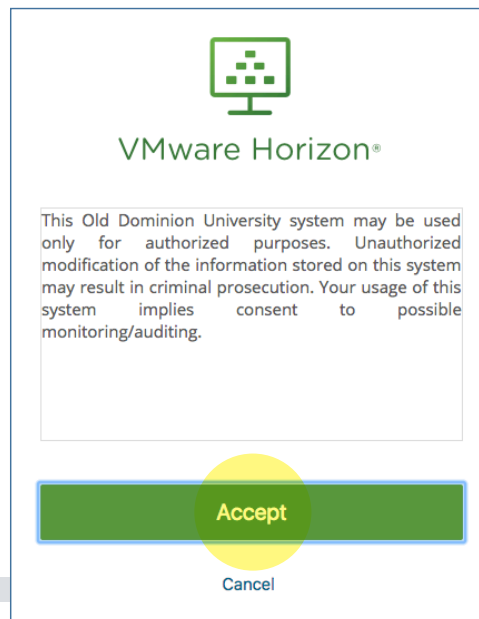 VMware Horizon®
This Old Dominion University system may be used
only for authorized purposes. Unauthorized
modification of the information stored on this system
may result in criminal prosecution. Your usage of this
system implies consent to possible
monitoring/auditing.
Accept
Cancel